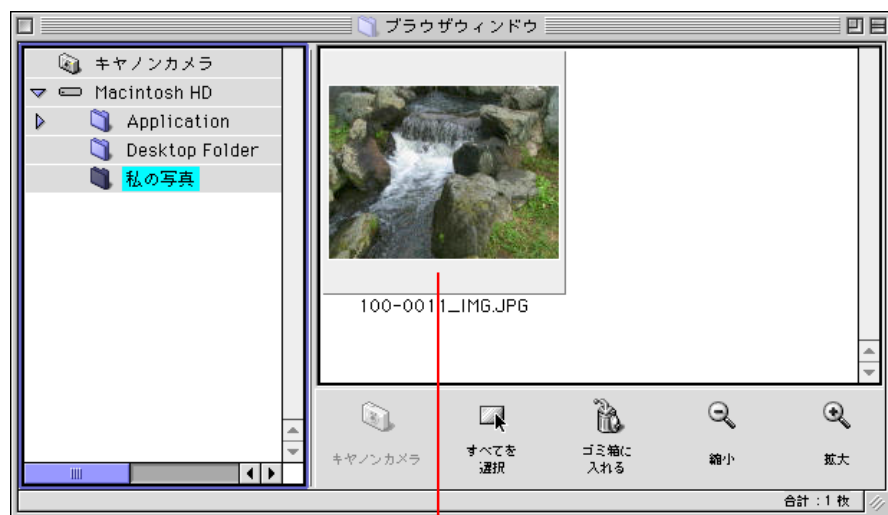 ブラウザウィンドウ
キヤノンカメラ
Macintosh HD
Application
Desktop Folder
私の写真
100-0011_IMG.JPG
キヤノンカメラ
すべてを
選択
ゴミ箱に
入れる
縮小
拡大
合計：1 枚